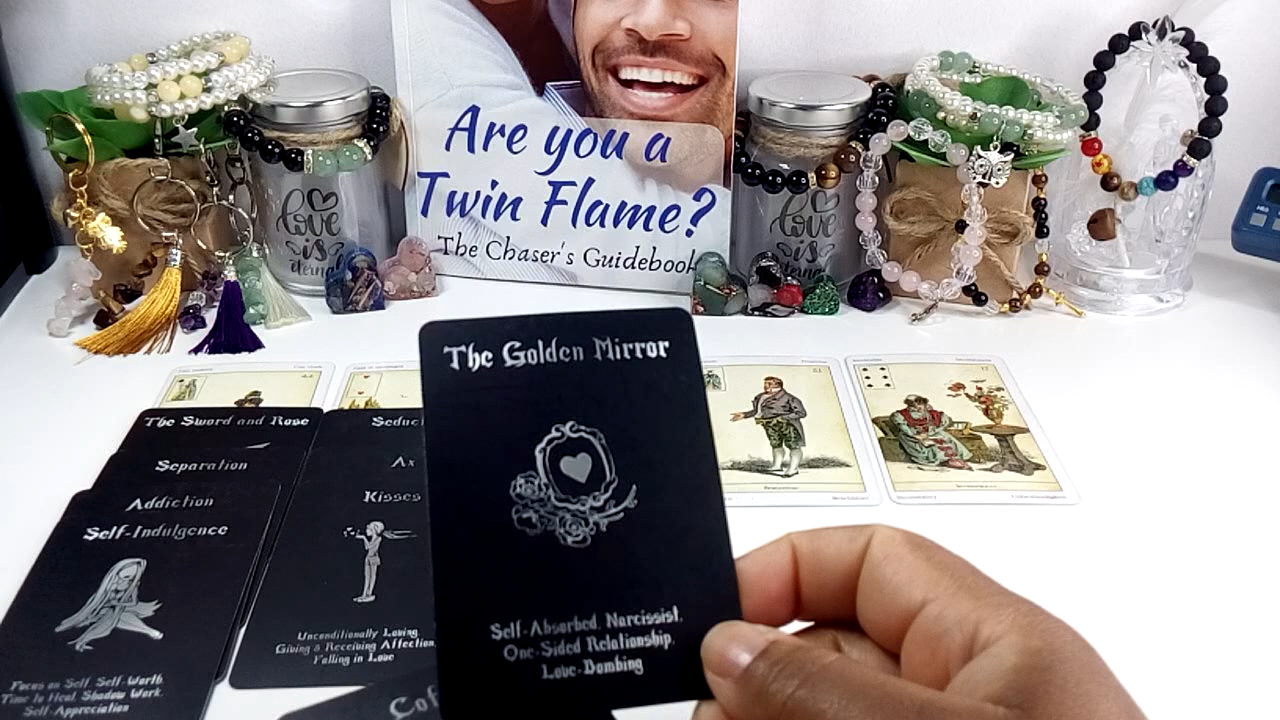 Are you a
Twin Flame?
The Chaser's Guidebook
love
is
eternal
love
is
The Golden Mirror
Self-Absorbed, Narcissist,
One-Sided Relationship,
Love-Bombing
The Sword and Rose
Separation
Addiction
Self-Indulgence
Focus on Self, Self-Worth,
Time to Heal, Shadow Work,
Self-Appreciation
Kisses
Unconditionally Loving
Giving & Receiving Affection,
Falling in Love